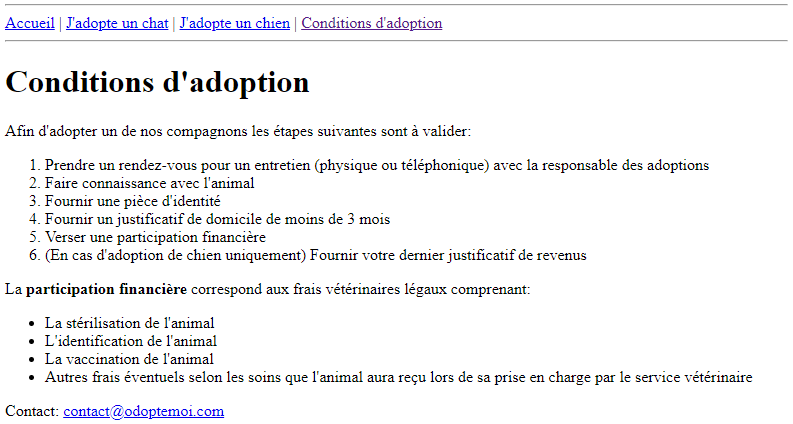 Accueil | J'adopte un chat | J'adopte un chien | Conditions d'adoption
Conditions d'adoption
Afin d'adopter un de nos compagnons les étapes suivantes sont à valider:
1. Prendre un rendez-vous pour un entretien (physique ou téléphonique) avec la responsable des adoptions
2. Faire connaissance avec l'animal
3. Fournir une pièce d'identité
4. Fournir un justificatif de domicile de moins de 3 mois
5. Verser une participation financière
6. (En cas d'adoption de chien uniquement) Fournir votre dernier justificatif de revenus
La participation financière correspond aux frais vétérinaires légaux comprenant:
• La stérilisation de l'animal
• L'identification de l'animal
• La vaccination de l'animal
• Autres frais éventuels selon les soins que l'animal aura reçu lors de sa prise en charge par le service vétérinaire
Contact: contact@odoptemoi.com